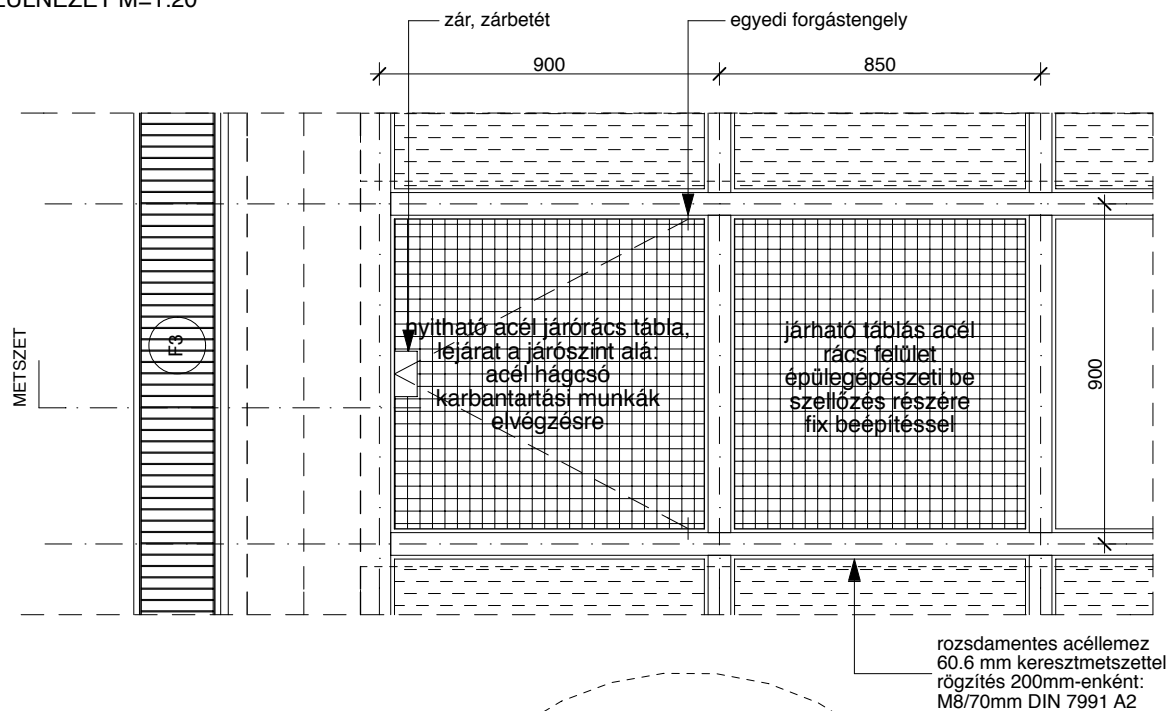 zár, zárbetét
egyedi forgástengely
900
850
METSZET
F3
nyitható acél járórács tábla,
lejárat a járószint alá:
acél hágcsó
karbantartási munkák
elvégzésre
járható táblás acél
rács felület
épülegépészeti be
szellőzés részére
fix beépítéssel
900
rozsdamentes acéllemez
60.6 mm keresztmetszettel
rögzítés 200mm-enként:
M8/70mm DIN 7991 A2